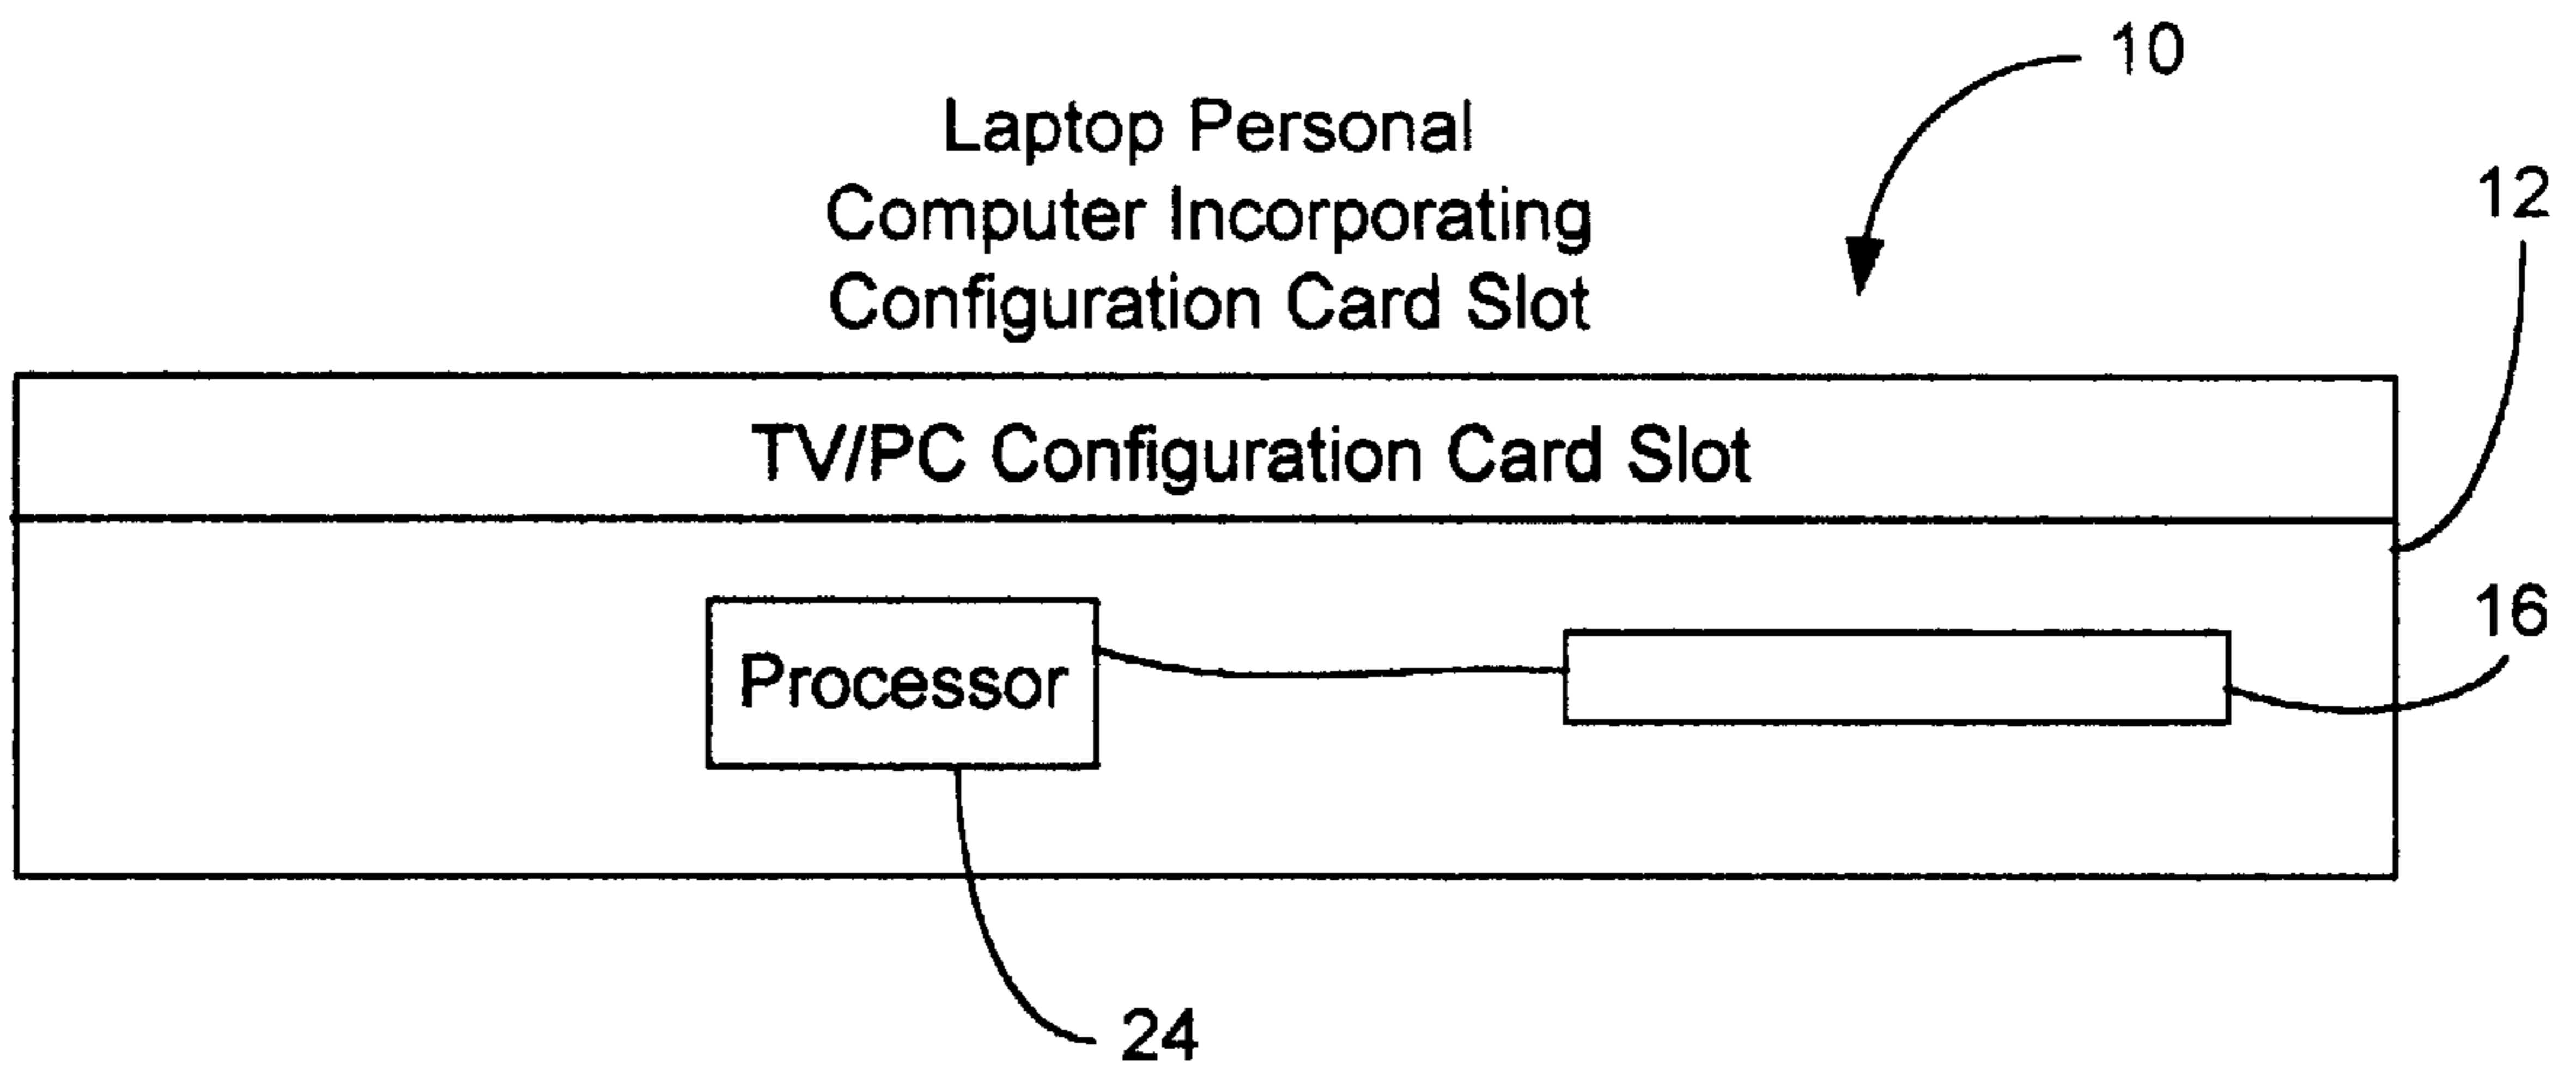 10
Laptop Personal
Computer Incorporating
Configuration Card Slot
12
TV/PC Configuration Card Slot
16
Processor
24